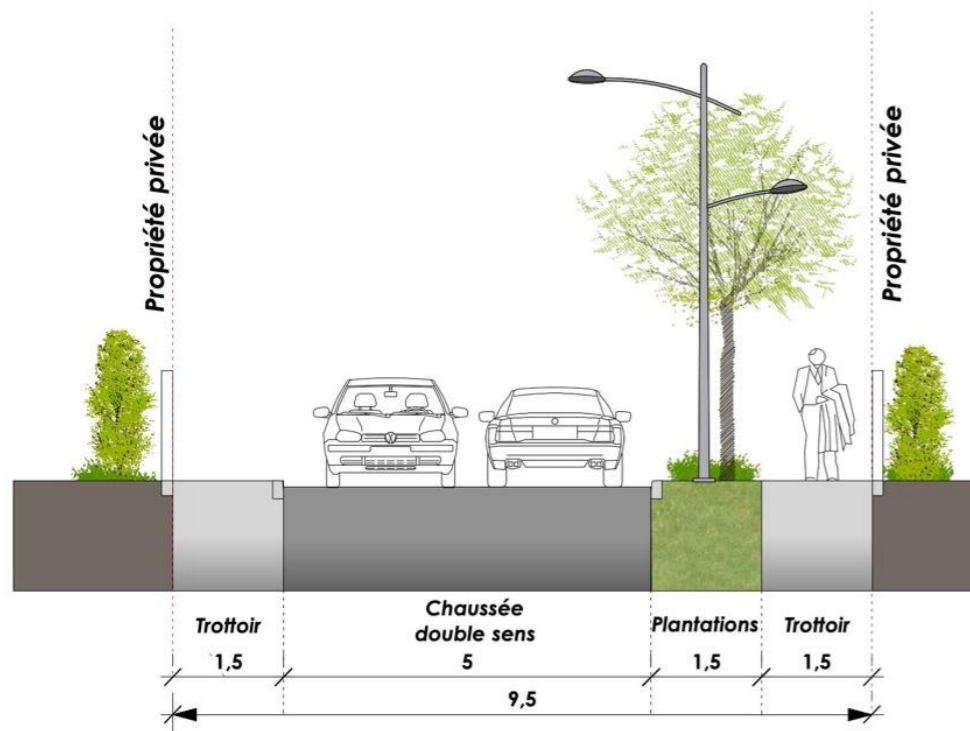 Propriété privée
Propriété privée
Trottoir
Chaussée
double sens
Plantations
Trottoir
1,5
5
1,5
1,5
9,5